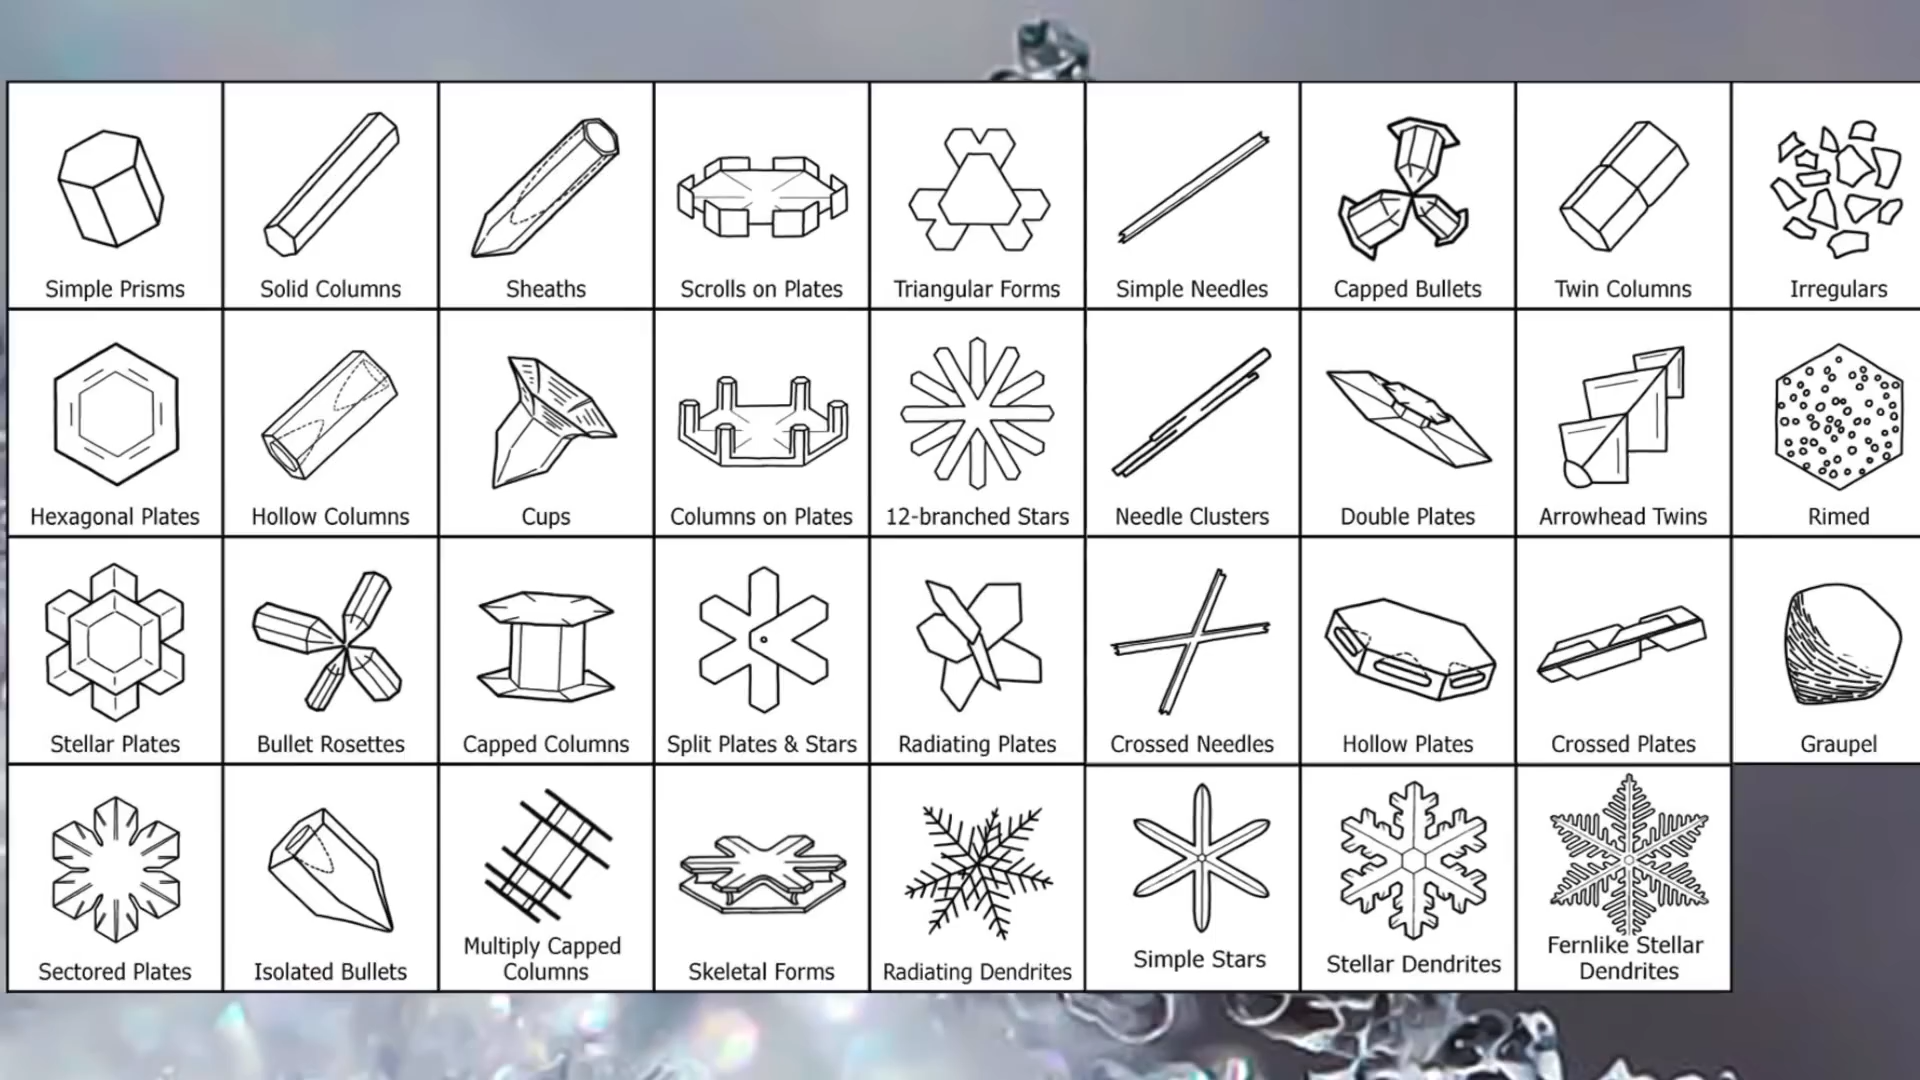 Simple Prisms
Solid Columns
Sheaths
Scrolls on Plates
Triangular Forms
Simple Needles
Capped Bullets
Twin Columns
Irregulars
Hexagonal Plates
Hollow Columns
Cups
Columns on Plates
12-branched Stars
Needle Clusters
Double Plates
Arrowhead Twins
Rimed
Stellar Plates
Bullet Rosettes
Capped Columns
Split Plates & Stars
Radiating Plates
Crossed Needles
Hollow Plates
Crossed Plates
Graupel
Sectored Plates
Isolated Bullets
Multiply Capped
Columns
Skeletal Forms
Radiating Dendrites
Simple Stars
Stellar Dendrites
Fernlike Stellar
Dendrites